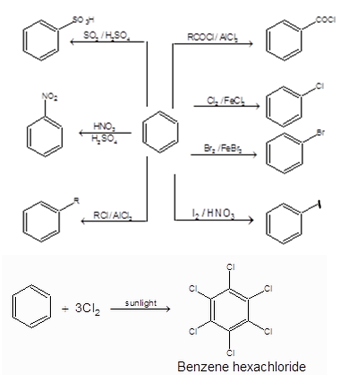 SO3H
SO3 / H2SO4
RCOCl / AlCl3
COCl
NO2
HNO3
H2SO4
Cl2 / FeCl3
Cl
Br2 / FeBr3
Br
R
RCl / AlCl3
I2 / HNO3
I
+ 3Cl2
sunlight
Cl
Cl
Cl
Cl
Cl
Cl
Benzene hexachloride